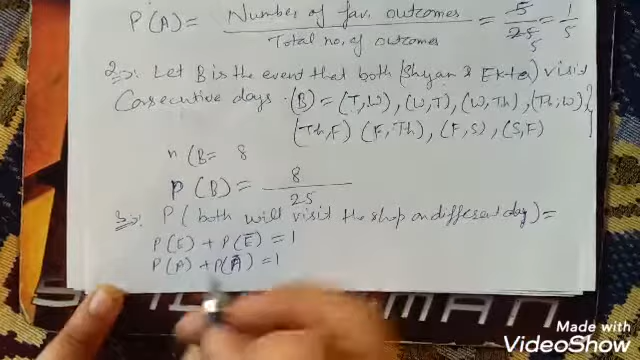 P(A) = Number of fav. outcomes / Total no. of outcomes = 5/25 5 = 1/5
2 Let B is the event that both (Shyam & Ekta) visit
Consecutive days. (B) = (T,W), (W,T), (W,Th), (Th,W)
(Th,F) (F,Th), (F,S), (S,F)
n (B = 8
P (B) = 8/25
3 P (both will visit the shop on different day) =
P(E) + P(E̅) = 1
P(A) + P(A̅) = 1
Made with
VideoShow